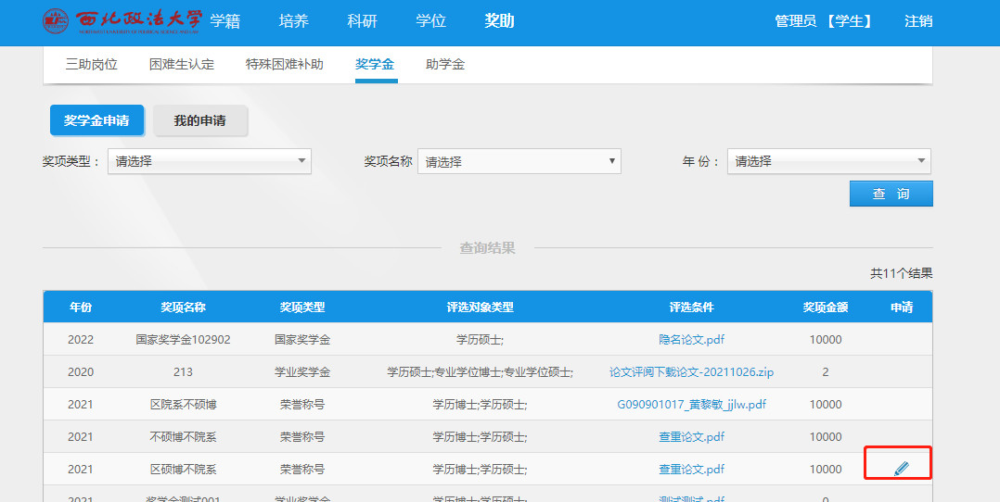 西北政法大学 学籍 培养 科研 学位 奖助 管理员 【学生】 注销
三助岗位 困难生认定 特殊困难补助 奖学金 助学金
奖学金申请 我的申请
奖项类型： 请选择 奖项名称 请选择 年 份： 请选择
查 询
查询结果
共11个结果
年份 奖项名称 奖项类型 评选对象类型 评选条件 奖项金额 申请
2022 国家奖学金102902 国家奖学金 学历硕士; 隐名论文.pdf 10000
2020 213 学业奖学金 学历硕士;专业学位博士;专业学位硕士; 论文评阅下载论文-20211026.zip 2
2021 区院系不硕博 荣誉称号 学历博士;学历硕士; G090901017_黄黎敏_jjlw.pdf 10000
2021 不硕博不院系 荣誉称号 学历博士;学历硕士; 查重论文.pdf 10000
2021 区硕博不院系 荣誉称号 学历博士;学历硕士; 查重论文.pdf 10000
2021 奖学金测试001 学业奖学金 学历博士;学历硕士; 测试测试.pdf 0